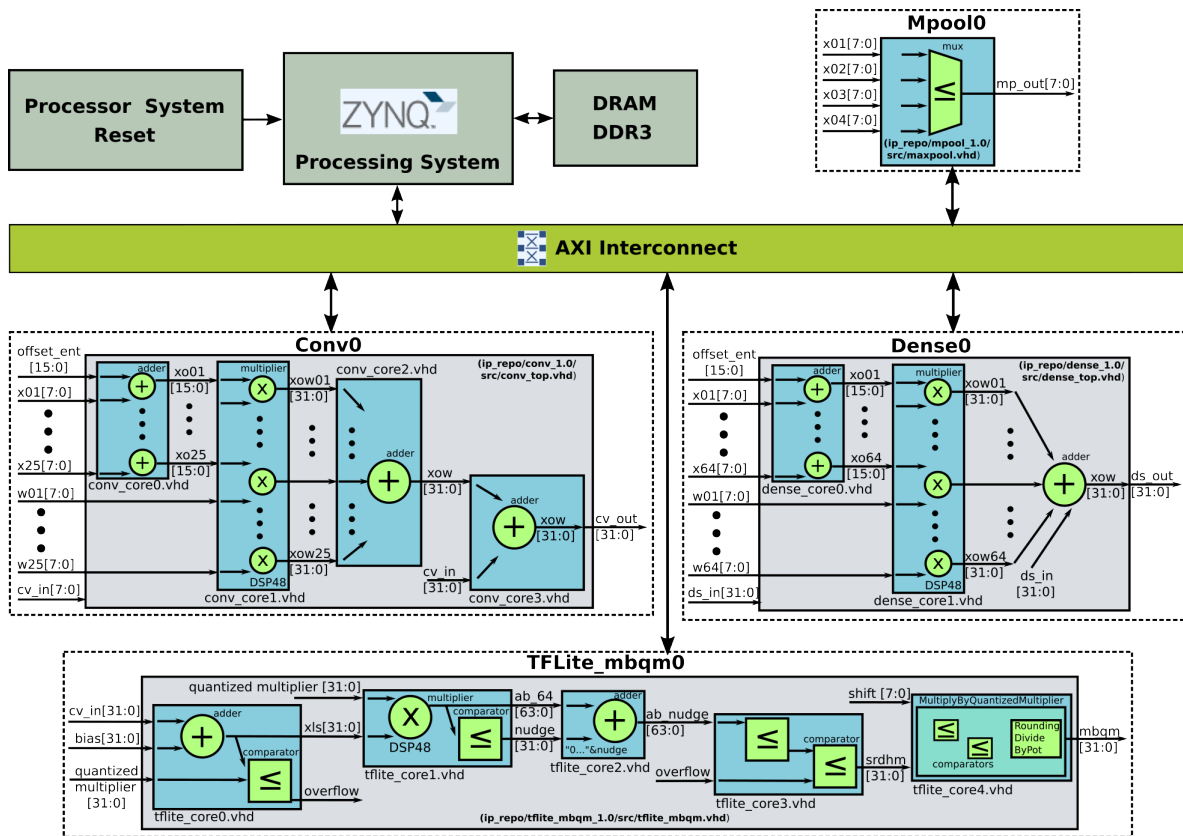 Processor System
Reset
ZYNQ.
Processing System
DRAM
DDR3
Mpool0
x01[7:0]
x02[7:0]
x03[7:0]
x04[7:0]
mux
≤
mp_out[7:0]
(ip_repo/mpool_1.0/
src/maxpool.vhd)
AXI Interconnect
Conv0
offset_ent
[15:0]
x01[7:0]
x25[7:0]
w01[7:0]
w25[7:0]
cv_in[7:0]
adder
+
+
conv_core0.vhd
xo01
[15:0]
xo25
[15:0]
multiplier
X
X
X
DSP48
conv_core1.vhd
xow01
[31:0]
xow25
[31:0]
conv_core2.vhd
adder
+
xow
[31:0]
(ip_repo/conv_1.0/
src/conv_top.vhd)
cv_in
[31:0]
adder
+
xow
[31:0]
conv_core3.vhd
cv_out
[31:0]
Dense0
offset_ent
[15:0]
x01[7:0]
x64[7:0]
w01[7:0]
w64[7:0]
ds_in[31:0]
adder
+
+
dense_core0.vhd
xo01
[15:0]
xo64
[15:0]
multiplier
X
X
X
DSP48
dense_core1.vhd
xow01
[31:0]
xow64
[31:0]
(ip_repo/dense_1.0/
src/dense_top.vhd)
adder
+
ds_in
[31:0]
xow
[31:0]
ds_out
[31:0]
TFLite_mbqm0
cv_in[31:0]
bias[31:0]
quantized
multiplier
[31:0]
adder
+
comparator
≤
tflite_core0.vhd
quantized multiplier [31:0]
xls[31:0]
overflow
multiplier
X
DSP48
comparator
≤
tflite_core1.vhd
ab_64
[63:0]
nudge
[31:0]
adder
+
"0..."&nudge
tflite_core2.vhd
ab_nudge
[63:0]
overflow
≤
comparator
≤
tflite_core3.vhd
srdhm
[31:0]
shift [7:0]
MultiplyByQuantizedMultiplier
≤
≤
comparators
Rounding
Divide
ByPot
tflite_core4.vhd
mbqm
[31:0]
(ip_repo/tflite_mbqm_1.0/src/tflite_mbqm.vhd)